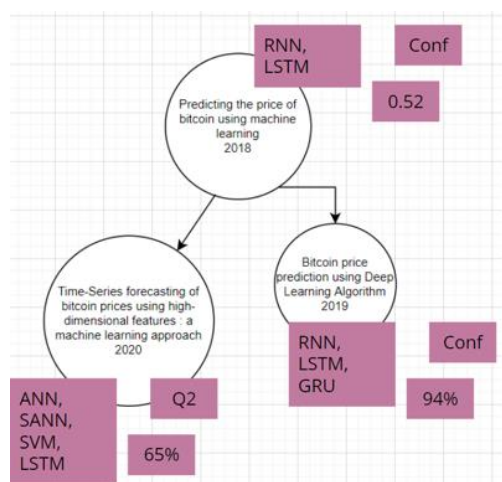 RNN,
LSTM
Conf
0.52
Predicting the price of
bitcoin using machine
learning
2018
Time-Series forecasting of
bitcoin prices using high-
dimensional features : a
machine learning approach
2020
ANN,
SANN,
SVM,
LSTM
Q2
65%
Bitcoin price
prediction using Deep
Learning Algorithm
2019
RNN,
LSTM,
GRU
Conf
94%